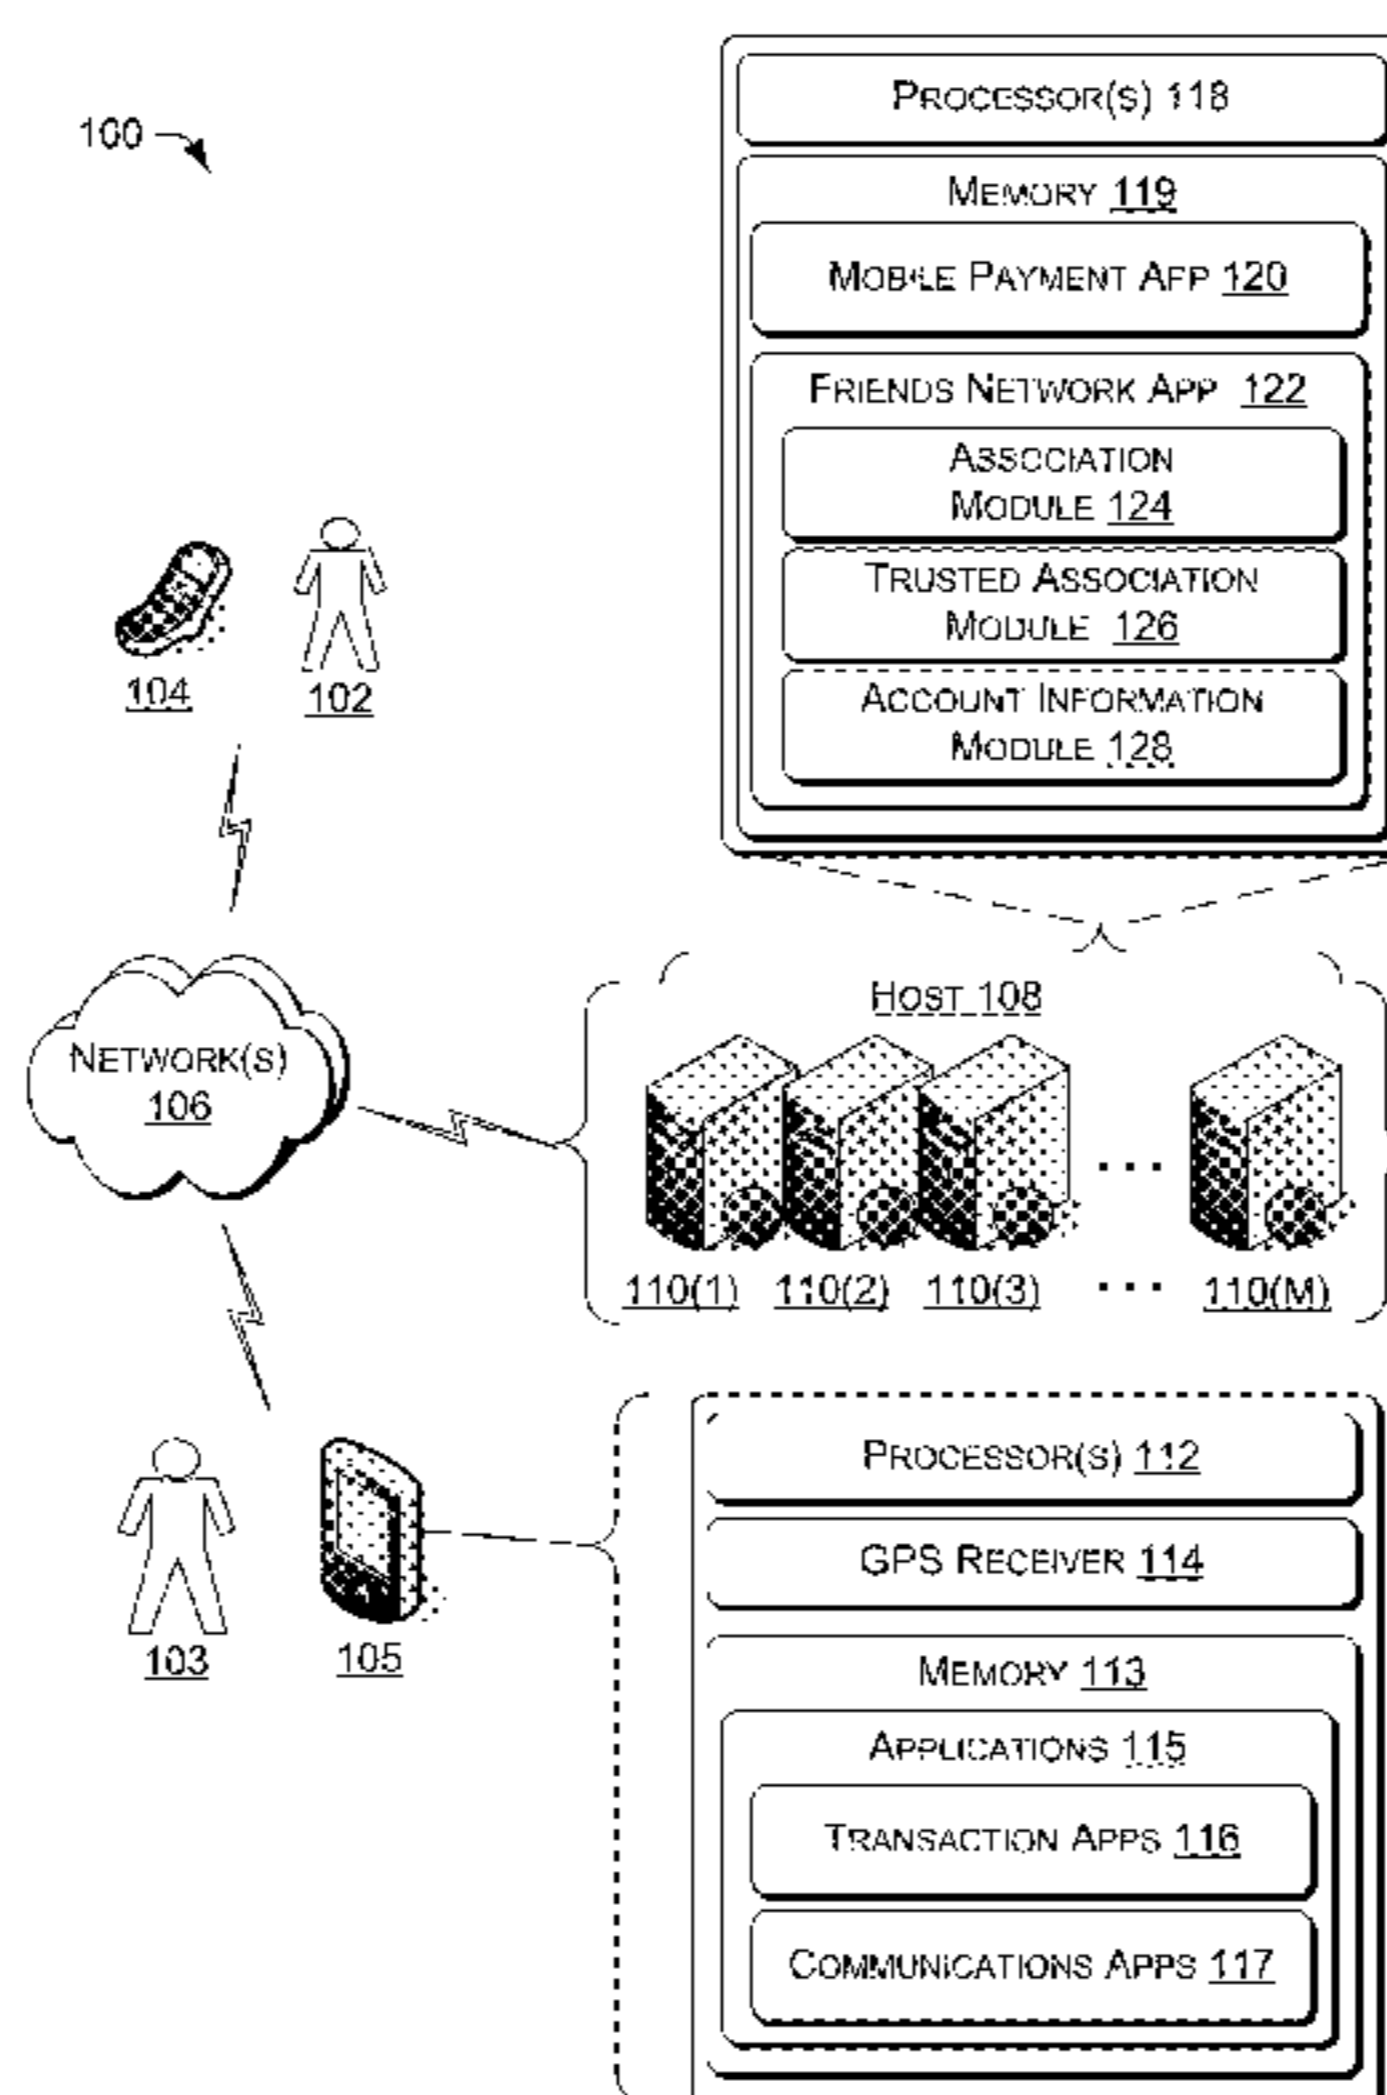 100
PROCESSOR(S) 118
MEMORY 119
MOBILE PAYMENT APP 120
FRIENDS NETWORK APP 122
ASSOCIATION
MODULE 124
TRUSTED ASSOCIATION
MODULE 126
ACCOUNT INFORMATION
MODULE 128
104
102
NETWORK(S)
106
HOST 108
110(1) 110(2) 110(3) ... 110(M)
103
105
PROCESSOR(S) 112
GPS RECEIVER 114
MEMORY 113
APPLICATIONS 115
TRANSACTION APPS 116
COMMUNICATIONS APPS 117